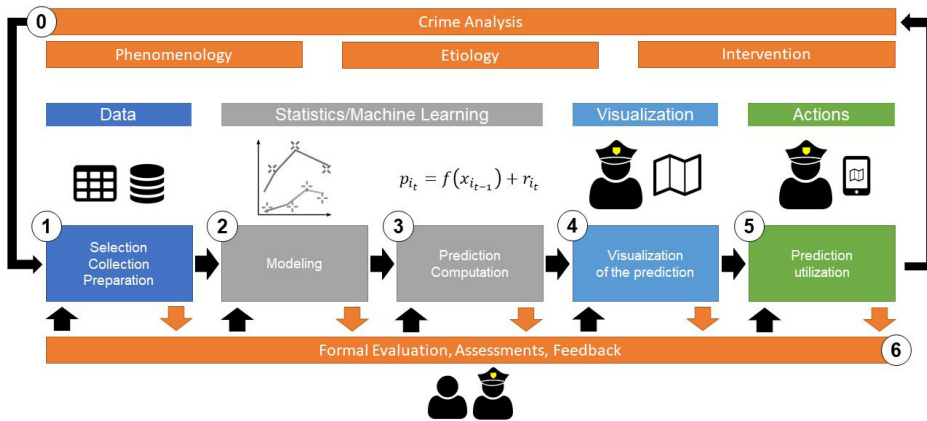 0
Crime Analysis
Phenomenology
Etiology
Intervention
Data
Statistics/Machine Learning
Visualization
Actions
p_{i_t} = f(x_{i_{t-1}}) + r_{i_t}
1
Selection
Collection
Preparation
2
Modeling
3
Prediction
Computation
4
Visualization
of the prediction
5
Prediction
utilization
Formal Evaluation, Assessments, Feedback
6